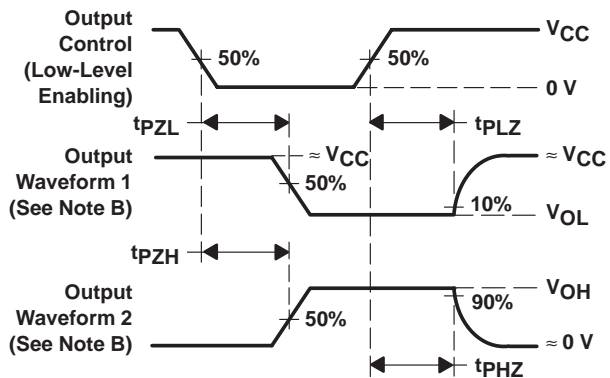 Output
Control
(Low-Level
Enabling)
50%
50%
VCC
0 V
tPZL
tPLZ
Output
Waveform 1
(See Note B)
≈ VCC
50%
≈ VCC
10%
VOL
tPZH
Output
Waveform 2
(See Note B)
50%
VOH
90%
≈ 0 V
tPHZ